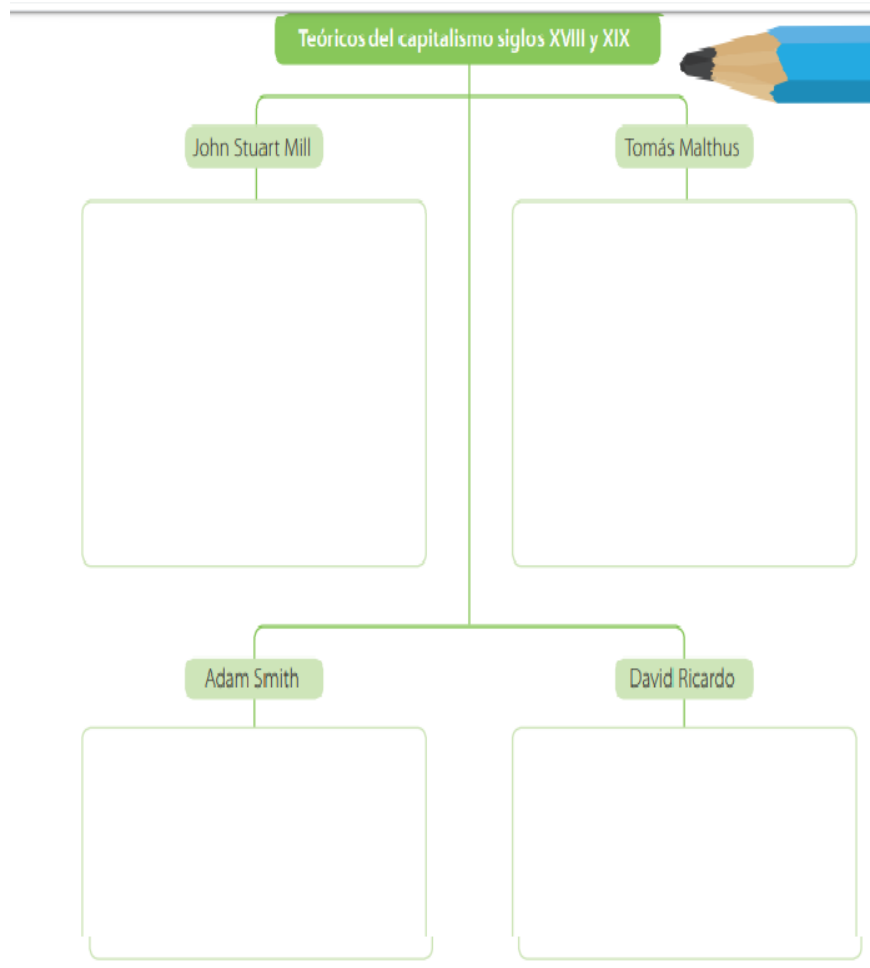 Teóricos del capitalismo siglos XVIII y XIX
John Stuart Mill
Tomás Malthus
Adam Smith
David Ricardo